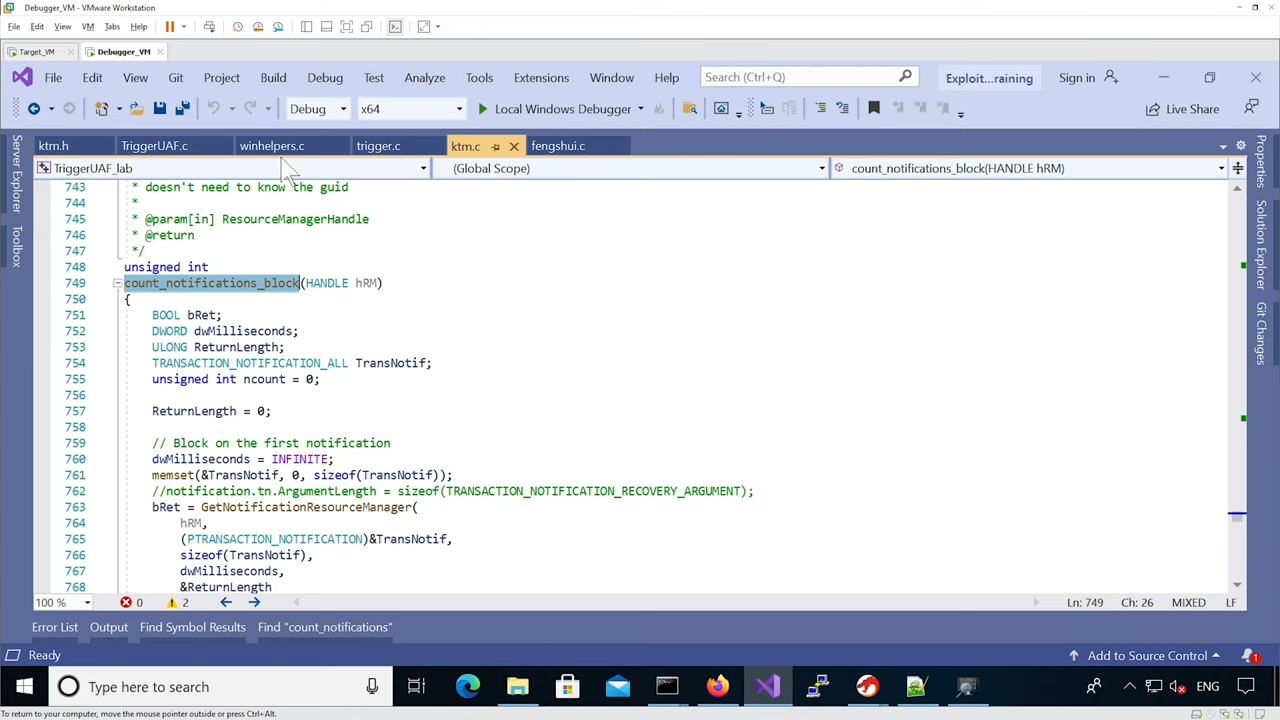 Debugger_VM - VMware Workstation
File Edit View VM Tabs Help
Target_VM Debugger_VM
File Edit View Git Project Build Debug Test Analyze Tools Extensions Window Help Search (Ctrl+Q) Exploit...raining Sign in
Debug x64 Local Windows Debugger Live Share
ktm.h TriggerUAF.c winhelpers.c trigger.c ktm.c fengshui.c
TriggerUAF_lab (Global Scope) count_notifications_block(HANDLE hRM)
743 * doesn't need to know the guid
744 *
745 * @param[in] ResourceManagerHandle
746 * @return
747 */
748 unsigned int
749 count_notifications_block(HANDLE hRM)
750 {
751 BOOL bRet;
752 DWORD dwMilliseconds;
753 ULONG ReturnLength;
754 TRANSACTION_NOTIFICATION_ALL TransNotif;
755 unsigned int ncount = 0;
756
757 ReturnLength = 0;
758
759 // Block on the first notification
760 dwMilliseconds = INFINITE;
761 memset(&TransNotif, 0, sizeof(TransNotif));
762 //notification.tn.ArgumentLength = sizeof(TRANSACTION_NOTIFICATION_RECOVERY_ARGUMENT);
763 bRet = GetNotificationResourceManager(
764 hRM,
765 (PTRANSACTION_NOTIFICATION)&TransNotif,
766 sizeof(TransNotif),
767 dwMilliseconds,
768 &ReturnLength
Server Explorer
Toolbox
Properties
Solution Explorer
Git Changes
100 % 0 2 Ln: 749 Ch: 26 MIXED LF
Error List Output Find Symbol Results Find "count_notifications"
Ready Add to Source Control 1
Type here to search ENG
To return to your computer, move the mouse pointer outside or press Ctrl+Alt.